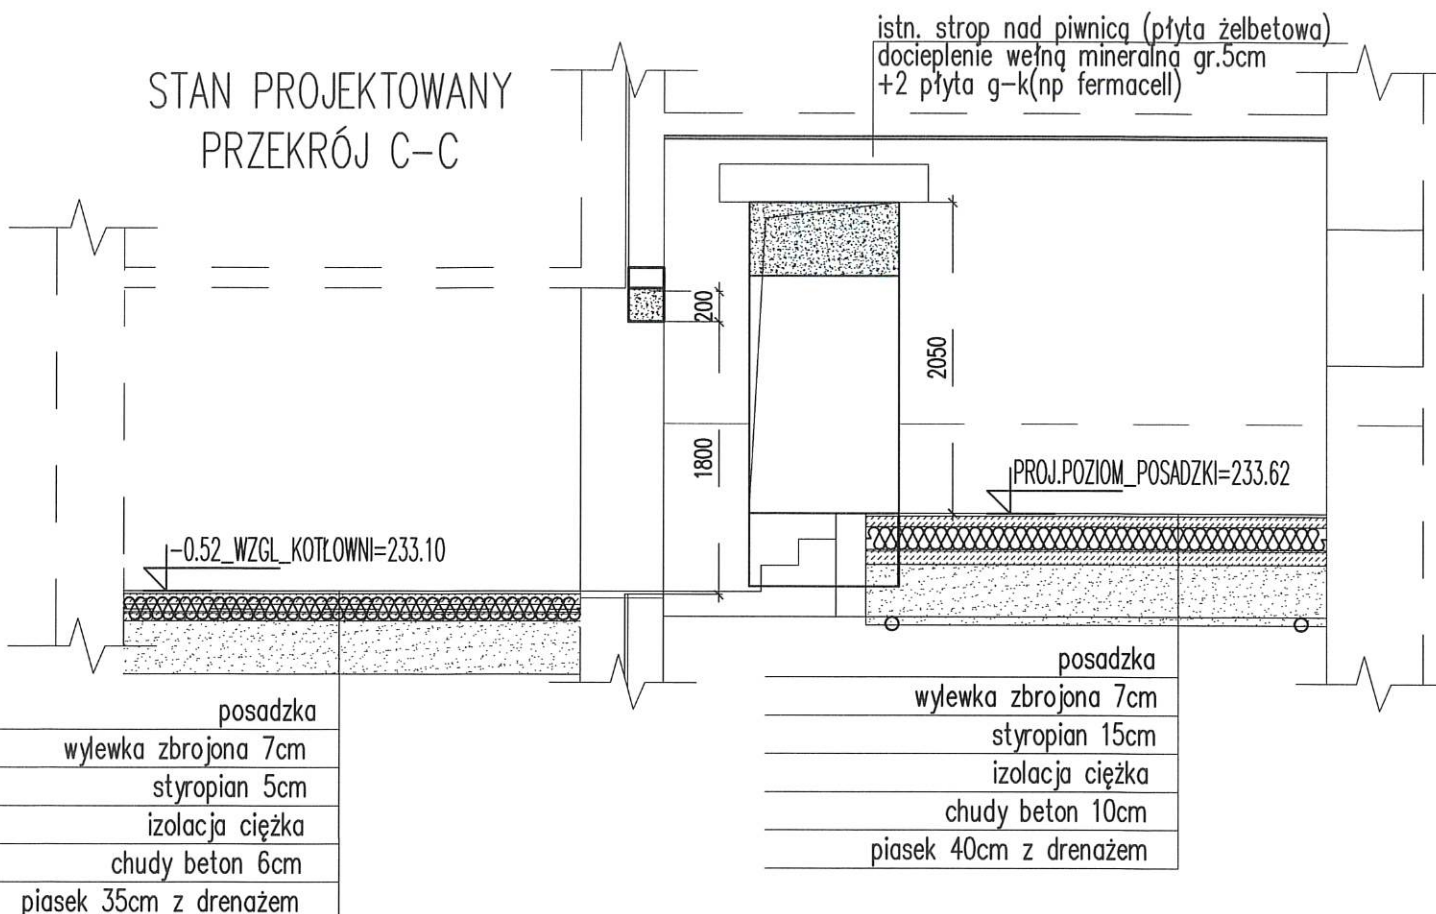 istn. strop nad piwnicą (płyta żelbetowa)
docieplenie wełną mineralną gr.5cm
+2 płyta g-k(np fermacell)
STAN PROJEKTOWANY
PRZEKRÓJ C-C
200
2050
1800
PROJ.POZIOM_POSADZKI=233.62
-0.52_WZGL_KOTŁOWNI=233.10
posadzka
wylewka zbrojona 7cm
styropian 5cm
izolacja ciężka
chudy beton 6cm
piasek 35cm z drenażem
posadzka
wylewka zbrojona 7cm
styropian 15cm
izolacja ciężka
chudy beton 10cm
piasek 40cm z drenażem